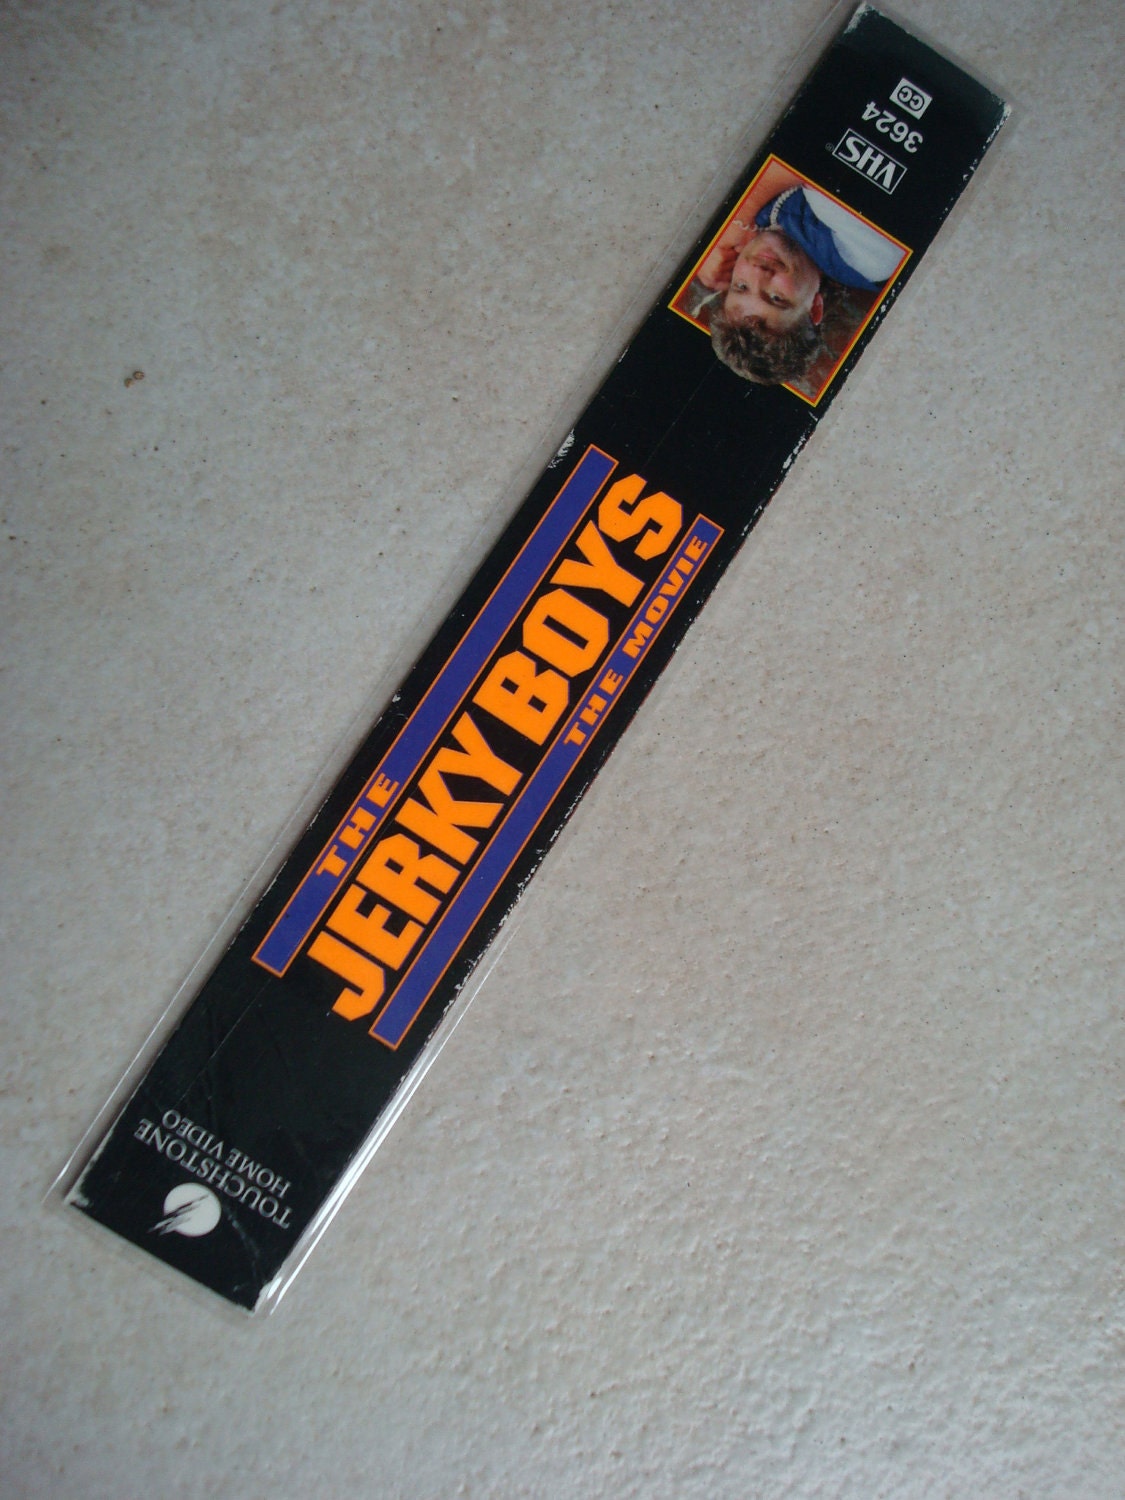 CC
3624
VHS®
THE
JERKY BOYS
THE MOVIE
TOUCHSTONE
HOME VIDEO